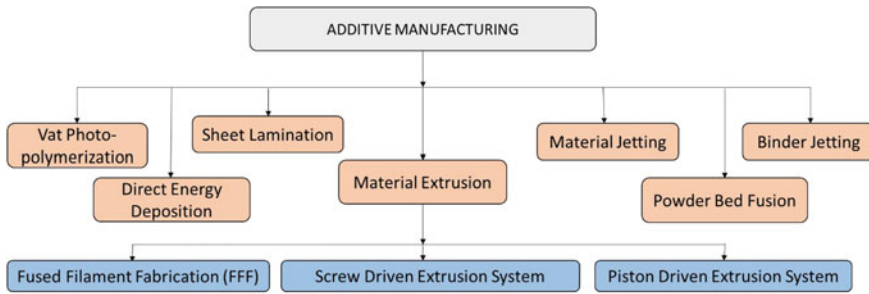 ADDITIVE MANUFACTURING
Vat Photo-
polymerization
Sheet Lamination
Material Jetting
Binder Jetting
Direct Energy
Deposition
Material Extrusion
Powder Bed Fusion
Fused Filament Fabrication (FFF)
Screw Driven Extrusion System
Piston Driven Extrusion System